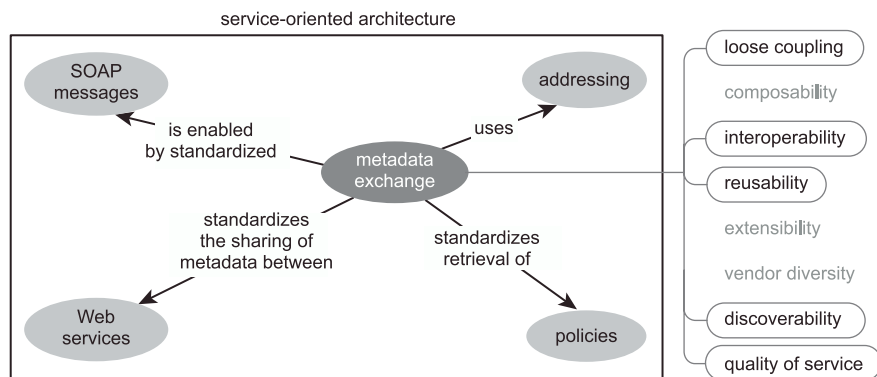 service-oriented architecture
SOAP
messages
addressing
is enabled
by standardized
uses
metadata
exchange
standardizes
the sharing of
metadata between
standardizes
retrieval of
Web
services
policies
loose coupling
composability
interoperability
reusability
extensibility
vendor diversity
discoverability
quality of service